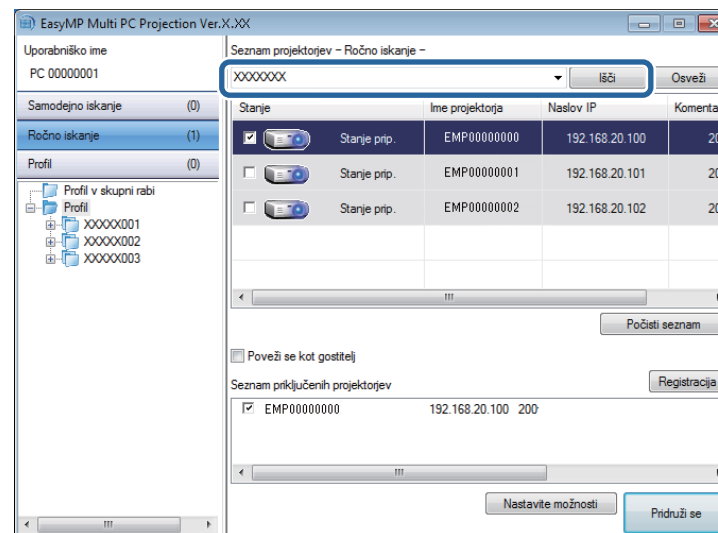 EasyMP Multi PC Projection Ver.X.XX
Uporabniško ime
PC 00000001
Samodejno iskanje (0)
Ročno iskanje (1)
Profil (0)
Profil v skupni rabi
Profil
XXXXX001
XXXXX002
XXXXX003
Seznam projektorjev – Ročno iskanje –
XXXXXXX Išči Osveži
Stanje Ime projektorja Naslov IP Komenta
Stanje prip. EMP00000000 192.168.20.100 20
Stanje prip. EMP00000001 192.168.20.101 20
Stanje prip. EMP00000002 192.168.20.102 20
Počisti seznam
Poveži se kot gostitelj
Seznam priključenih projektorjev Registracija
EMP00000000 192.168.20.100 200
Nastavite možnosti Pridruži se